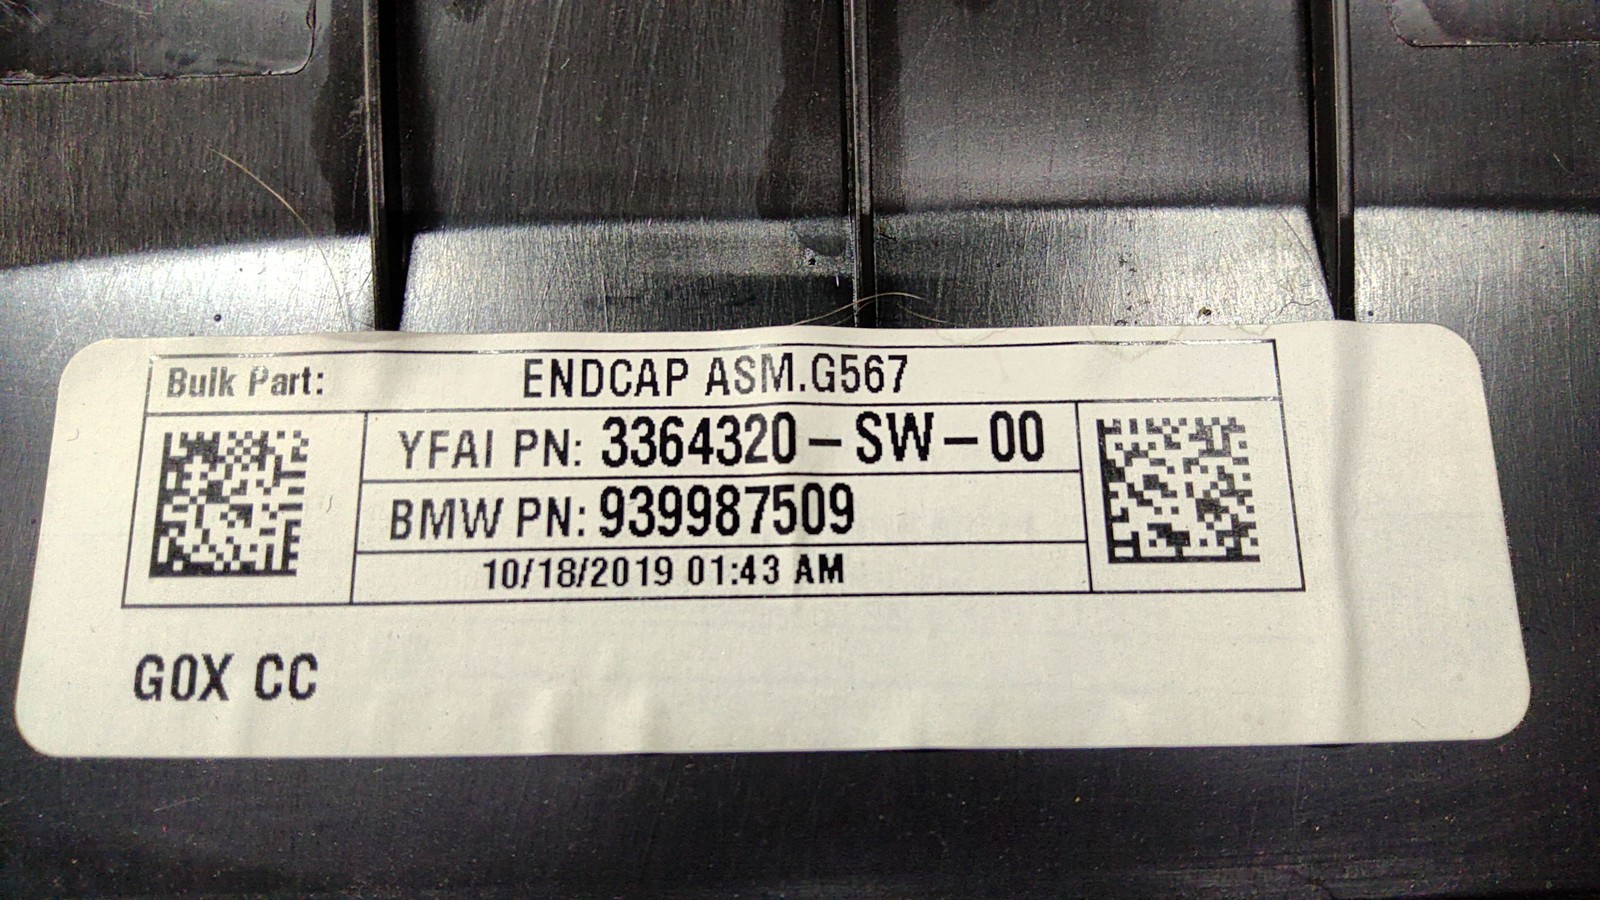 Bulk Part: ENDCAP ASM.G567
YFAI PN: 3364320-SW-00
BMW PN: 939987509
10/18/2019 01:43 AM
G0X CC